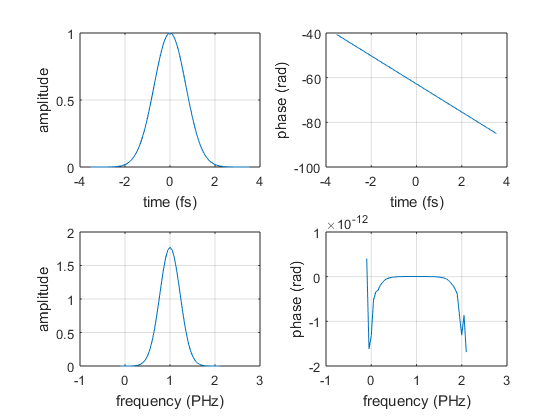 1
0.5
0
-4 -2 0 2 4
time (fs)
amplitude
-40
-60
-80
-100
-4 -2 0 2 4
time (fs)
phase (rad)
2
1.5
1
0.5
0
-1 0 1 2 3
frequency (PHz)
amplitude
×10-12
1
0
-1
-2
-1 0 1 2 3
frequency (PHz)
phase (rad)